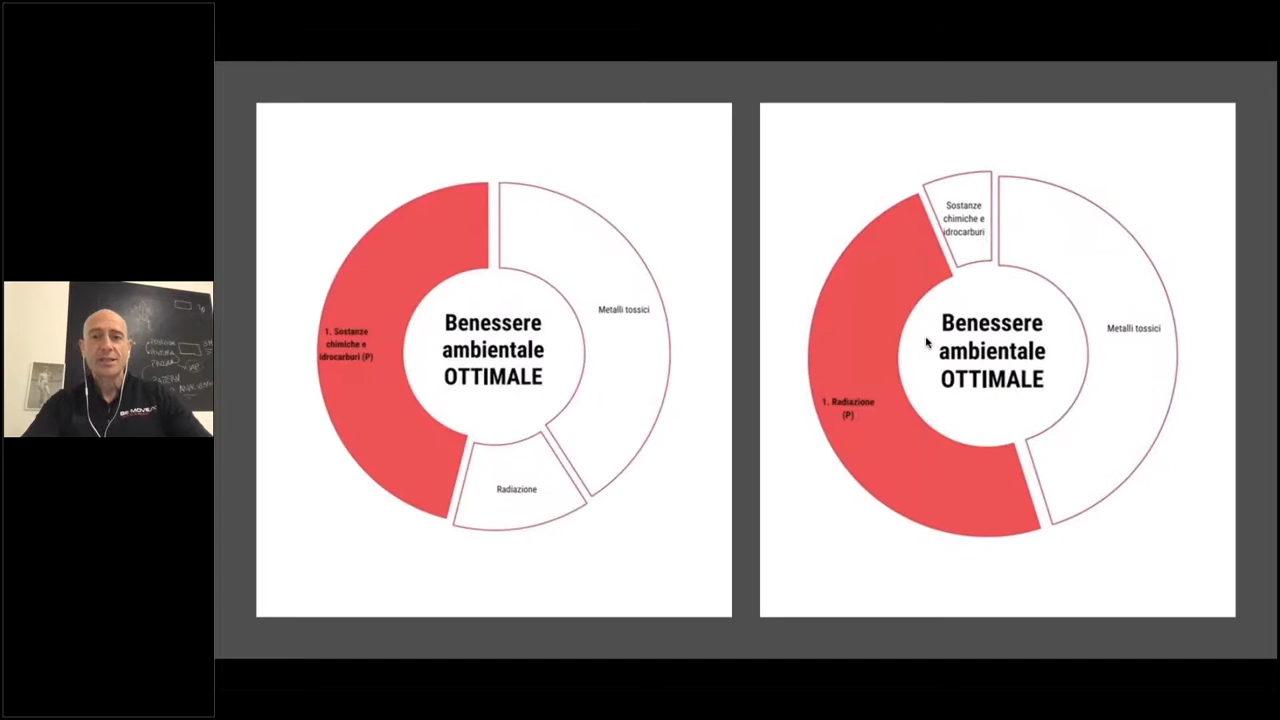 Benessere
ambientale
OTTIMALE
Metalli tossici
1. Sostanze
chimiche e
idrocarburi (P)
Radiazione
Benessere
ambientale
OTTIMALE
Sostanze
chimiche e
idrocarburi
Metalli tossici
1. Radiazione
(P)